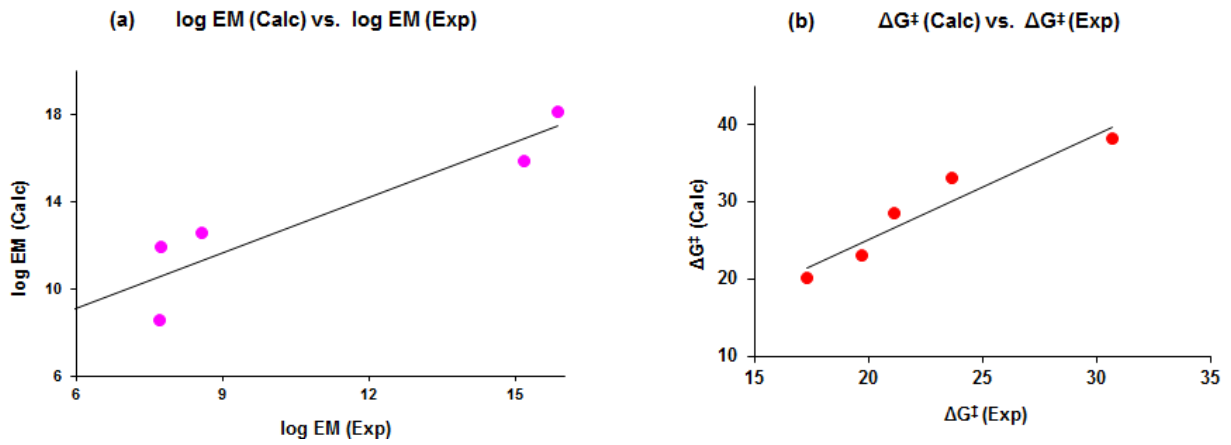 (a) log EM (Calc) vs. log EM (Exp)
18
14
10
6
6 9 12 15
log EM (Calc)
log EM (Exp)
(b) ΔG‡ (Calc) vs. ΔG‡ (Exp)
40
30
20
10
15 20 25 30 35
ΔG‡ (Calc)
ΔG‡ (Exp)